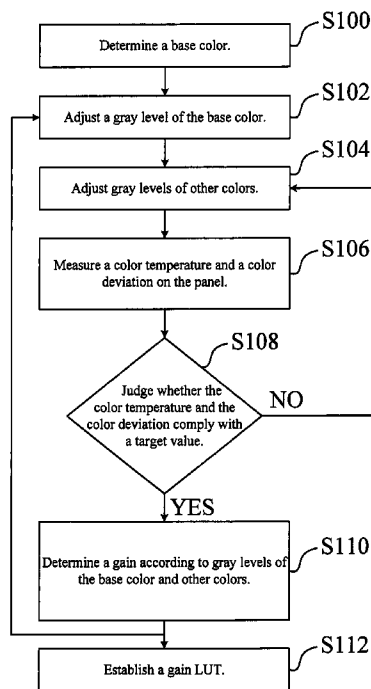 S100
Determine a base color.
S102
Adjust a gray level of the base color.
S104
Adjust gray levels of other colors.
S106
Measure a color temperature and a color
deviation on the panel.
S108
Judge whether the
color temperature and the
color deviation comply with
a target value.
NO
YES
S110
Determine a gain according to gray levels of
the base color and other colors.
S112
Establish a gain LUT.